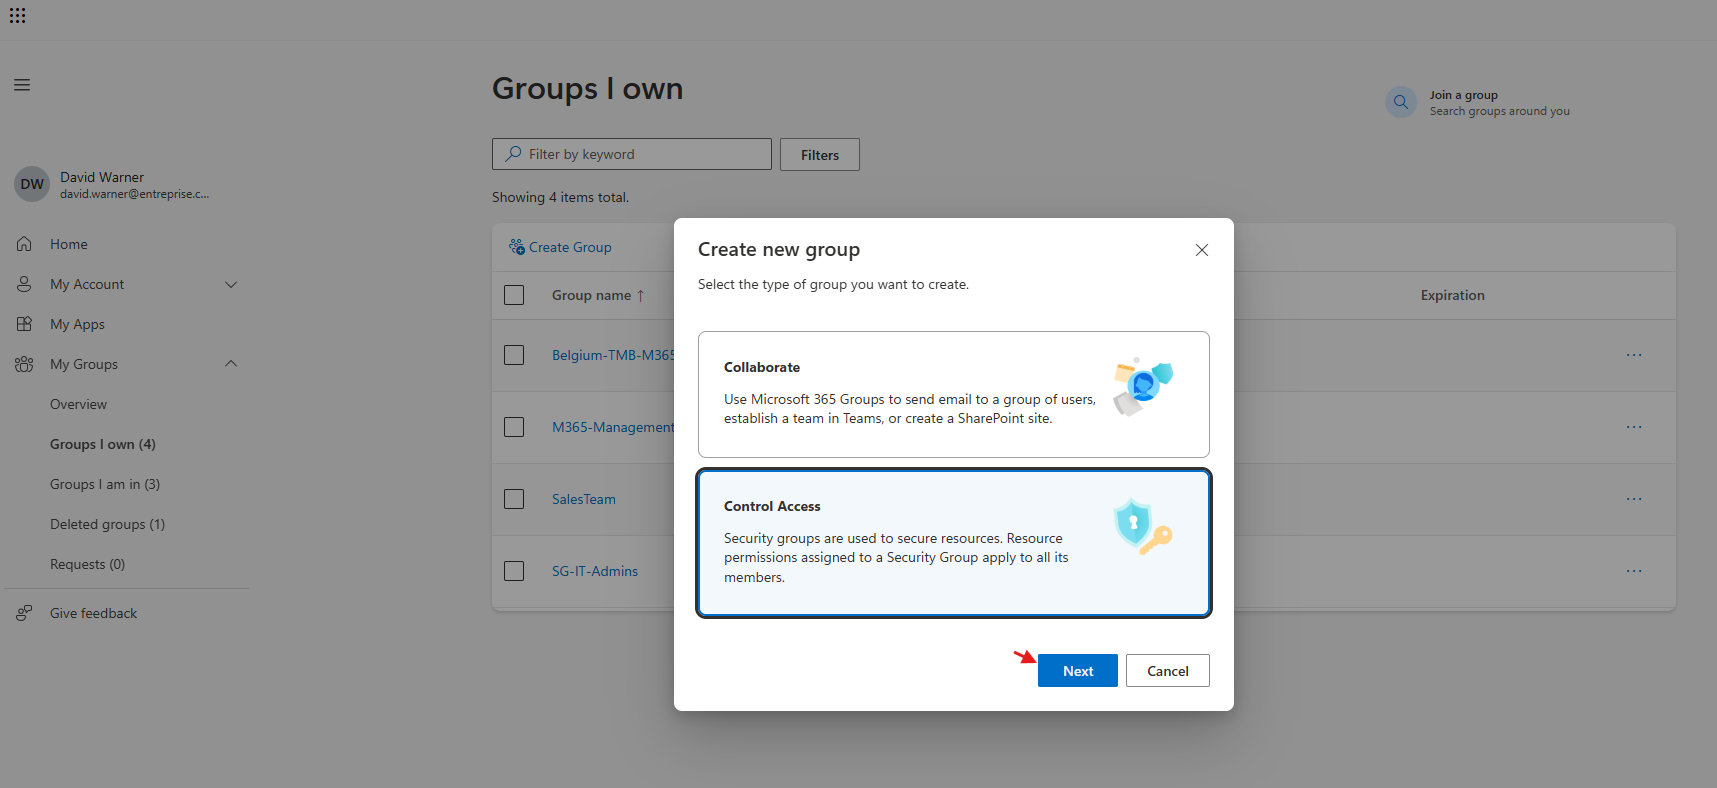 Groups I own
Join a group
Search groups around you
Filter by keyword
Filters
Showing 4 items total.
DW
David Warner
david.warner@entreprise.c...
Home
My Account
My Apps
My Groups
Overview
Groups I own (4)
Groups I am in (3)
Deleted groups (1)
Requests (0)
Give feedback
Create Group
Group name ↑
Expiration
Belgium-TMB-M365
M365-Management
SalesTeam
SG-IT-Admins
Create new group
Select the type of group you want to create.
Collaborate
Use Microsoft 365 Groups to send email to a group of users,
establish a team in Teams, or create a SharePoint site.
Control Access
Security groups are used to secure resources. Resource
permissions assigned to a Security Group apply to all its
members.
Next
Cancel